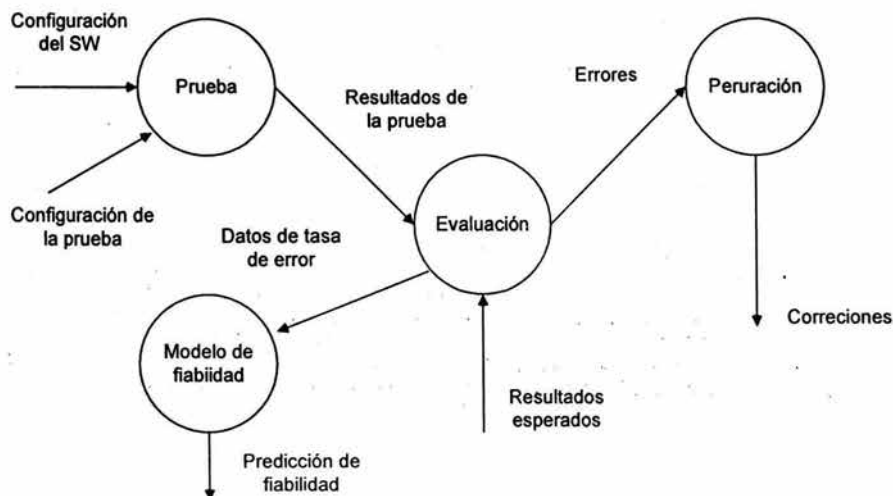 Configuración
del SW
Prueba
Errores
Peruración
Resultados de
la prueba
Configuración de
la prueba
Datos de tasa
de error
Evaluación
Modelo de
fiabiidad
Correciones
Resultados
esperados
Predicción de
fiabilidad